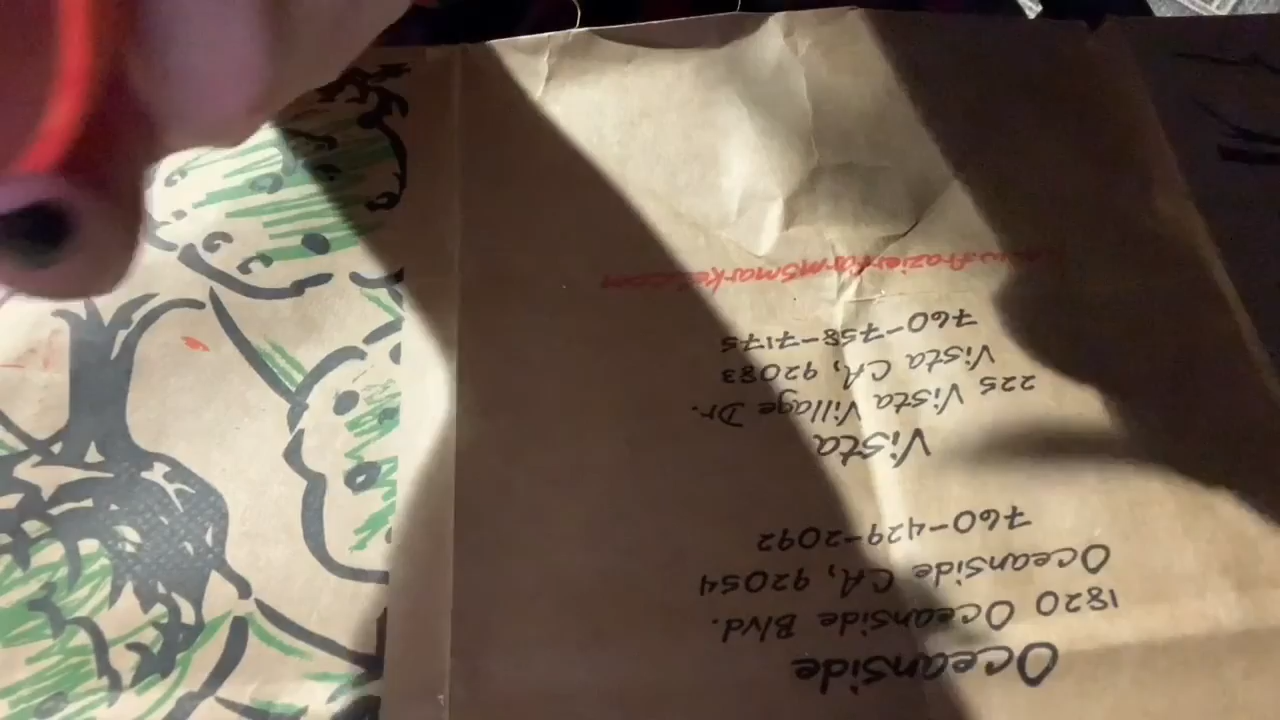 Oceanside
1820 Oceanside Blvd.
Oceanside CA, 92054
760-429-2092
Vista
225 Vista Village Dr.
Vista CA, 92083
760-758-7175
www.frazierfarmsmarket.com